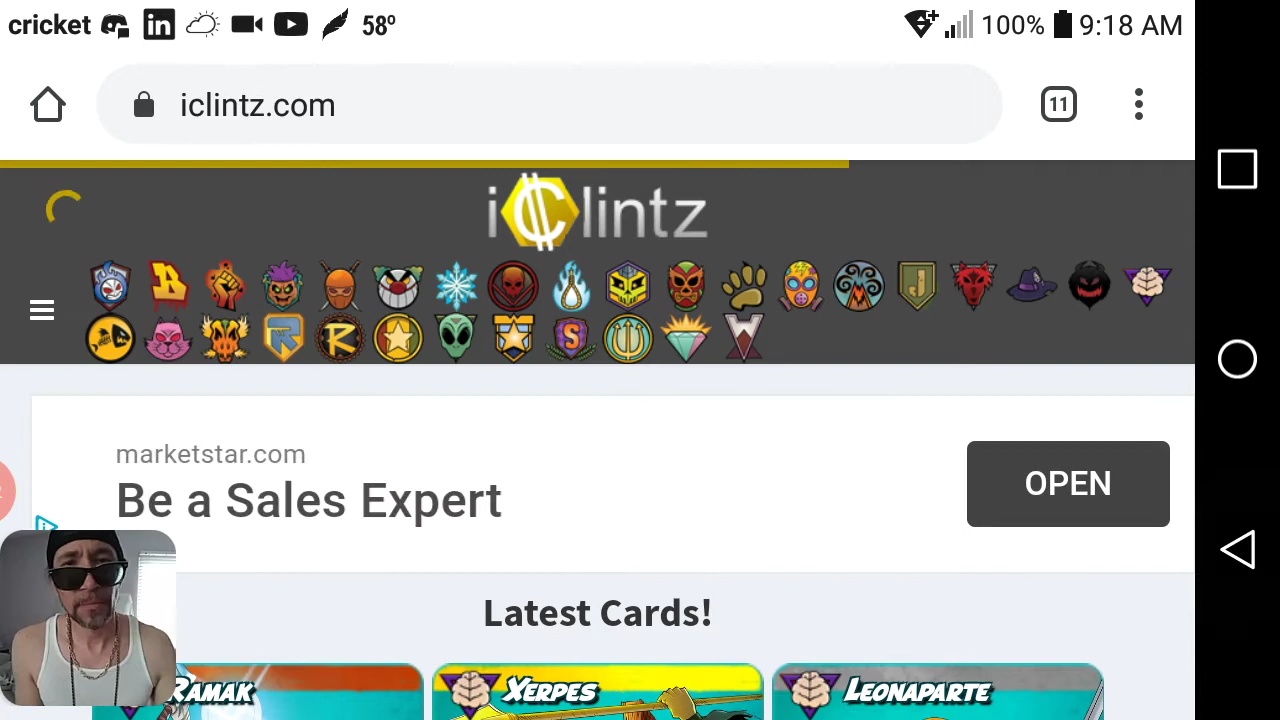 cricket 58° 100% 9:18 AM
iclintz.com 11
iClintz
marketstar.com
Be a Sales Expert
OPEN
Latest Cards!
RAMAK XERPES LEONAPARTE